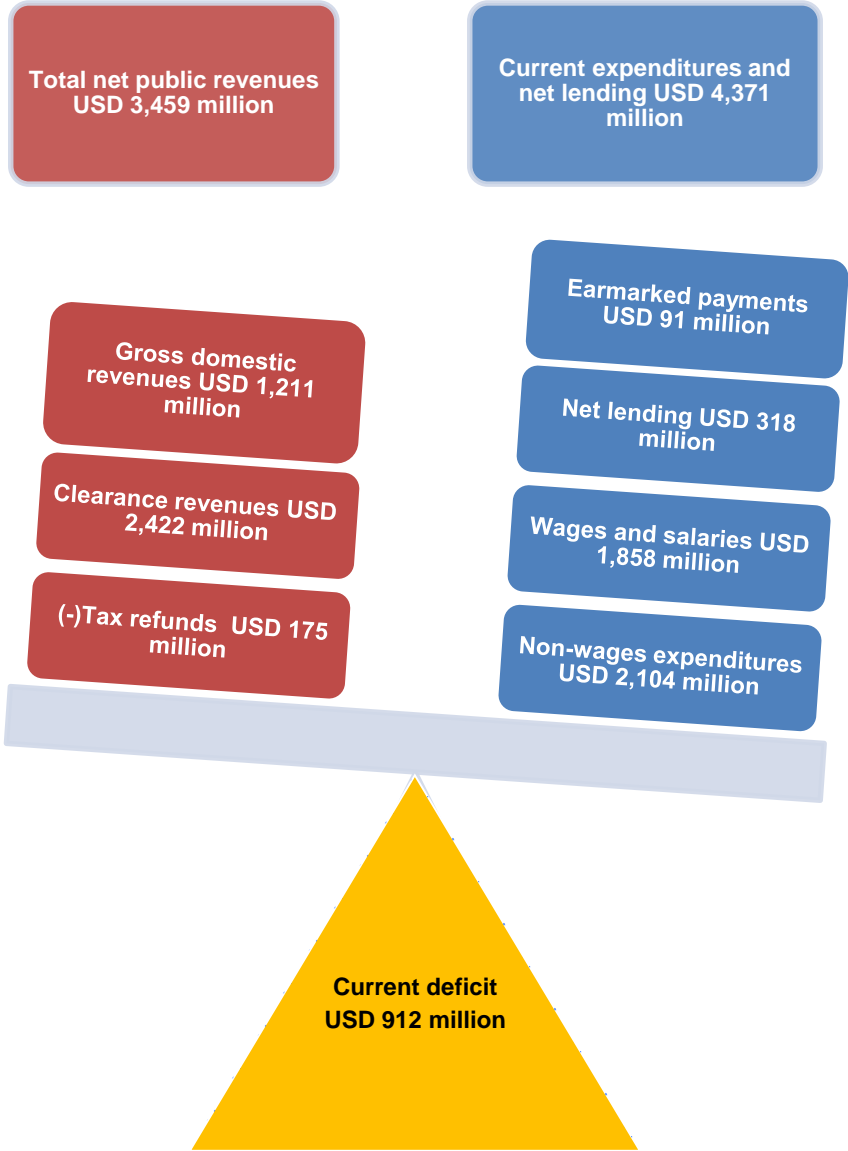 Total net public revenues
USD 3,459 million
Current expenditures and
net lending USD 4,371
million
Gross domestic
revenues USD 1,211
million
Clearance revenues USD
2,422 million
(-)Tax refunds  USD 175
million
Earmarked payments
USD 91 million
Net lending USD 318
million
Wages and salaries USD
1,858 million
Non-wages expenditures
USD 2,104 million
Current deficit
USD 912 million